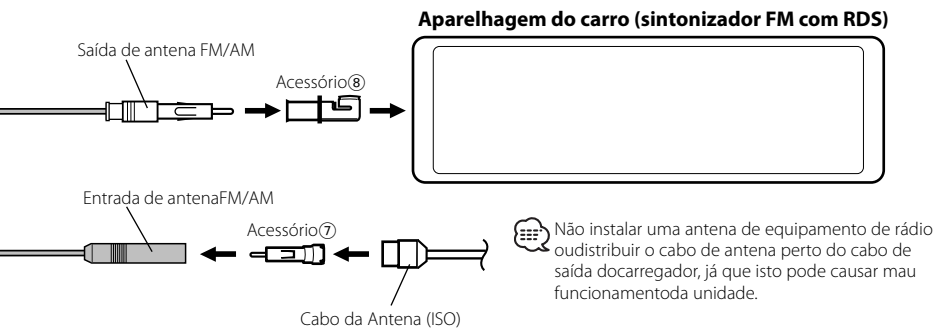 Aparelhagem do carro (sintonizador FM com RDS)
Saída de antena FM/AM
Acessório⑧
Entrada de antenaFM/AM
Acessório⑦
Não instalar uma antena de equipamento de rádio
oudistribuir o cabo de antena perto do cabo de
saída docarregador, já que isto pode causar mau
funcionamentoda unidade.
Cabo da Antena (ISO)